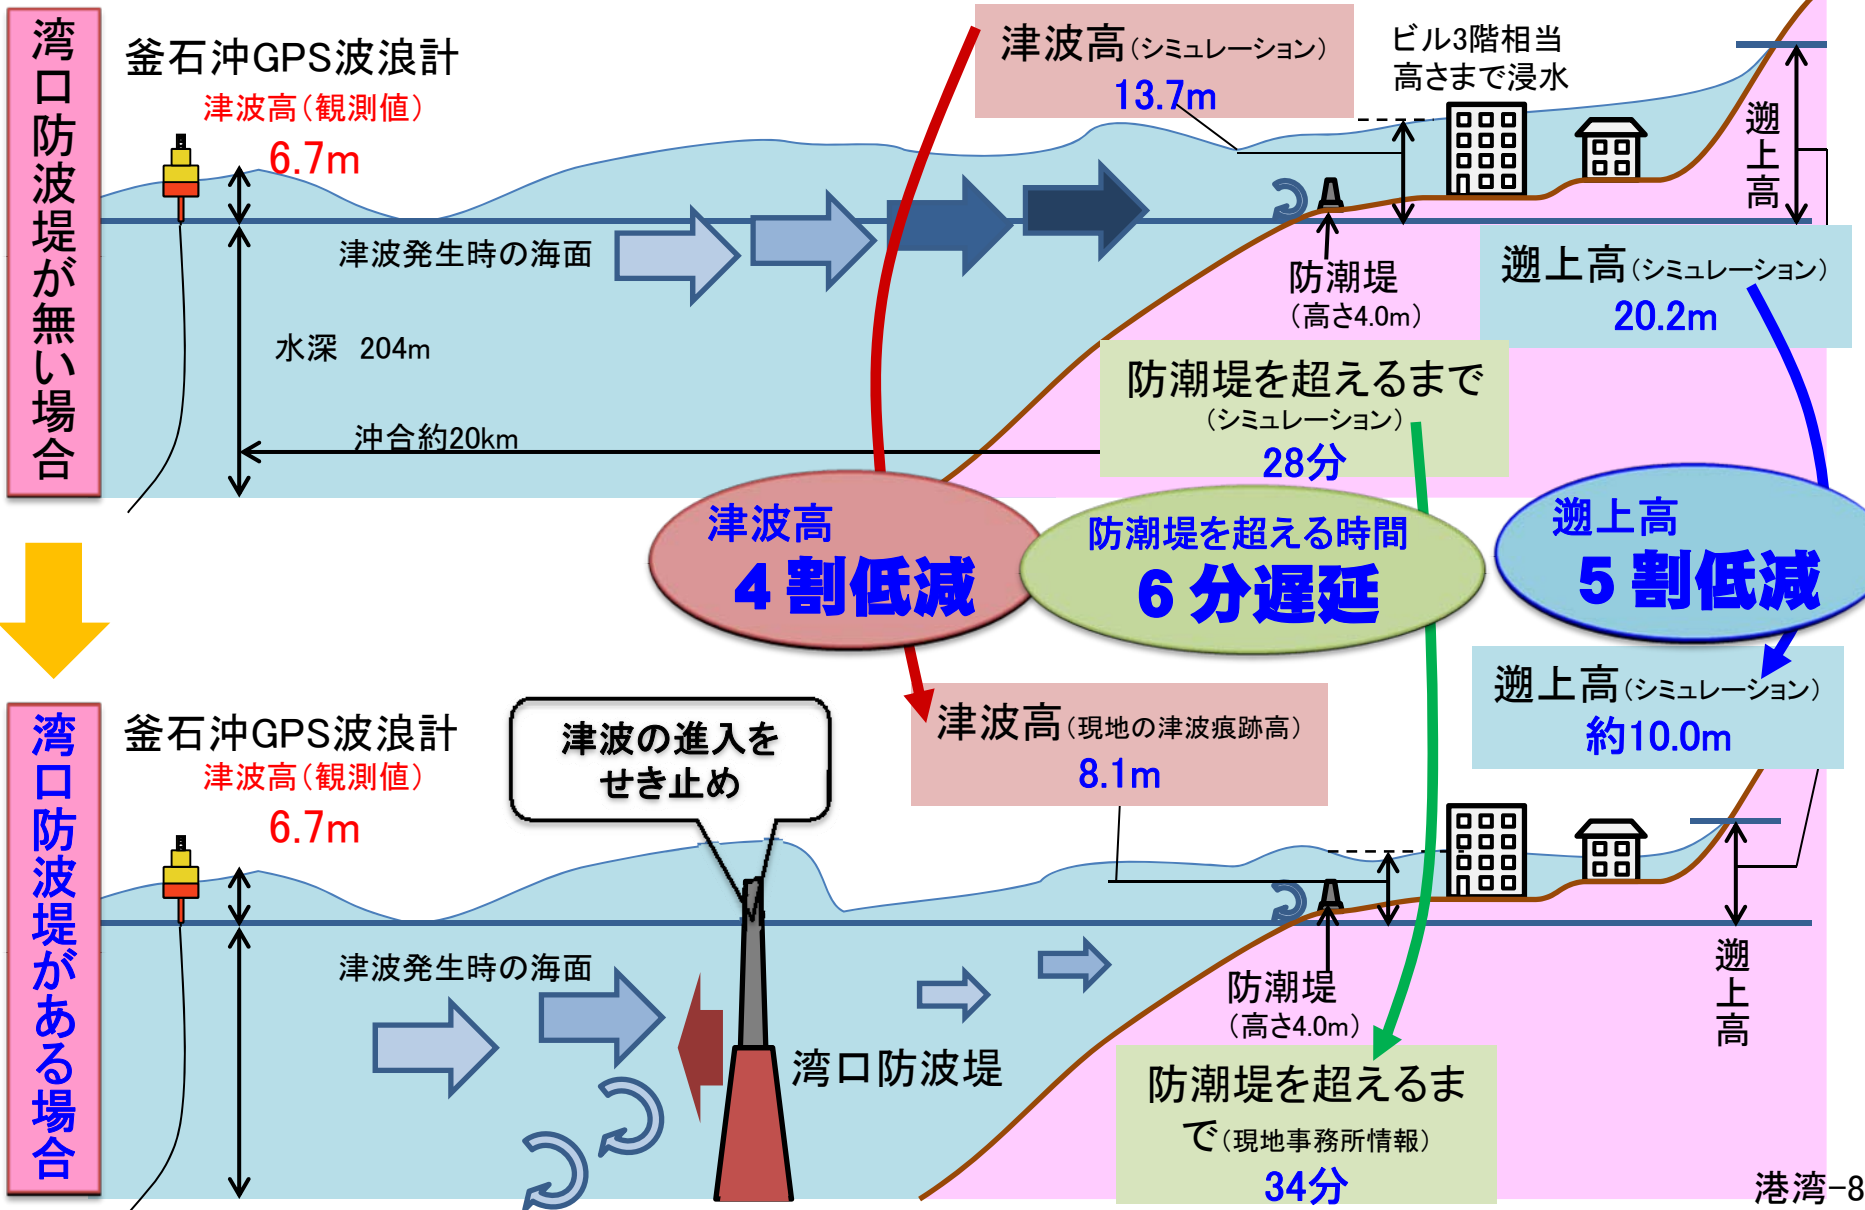 湾口防波堤が無い場合
釜石沖GPS波浪計
津波高(観測値)
6.7m
津波高(シミュレーション)
13.7m
ビル3階相当
高さまで浸水
遡上高
津波発生時の海面
防潮堤
(高さ4.0m)
遡上高(シミュレーション)
20.2m
水深 204m
沖合約20km
防潮堤を超えるまで
(シミュレーション)
28分
津波高
4割低減
防潮堤を超える時間
6分遅延
遡上高
5割低減
湾口防波堤がある場合
釜石沖GPS波浪計
津波高(観測値)
6.7m
津波の進入を
せき止め
津波高(現地の津波痕跡高)
8.1m
遡上高(シミュレーション)
約10.0m
津波発生時の海面
湾口防波堤
防潮堤
(高さ4.0m)
遡上高
防潮堤を超えるま
で(現地事務所情報)
34分
港湾-8